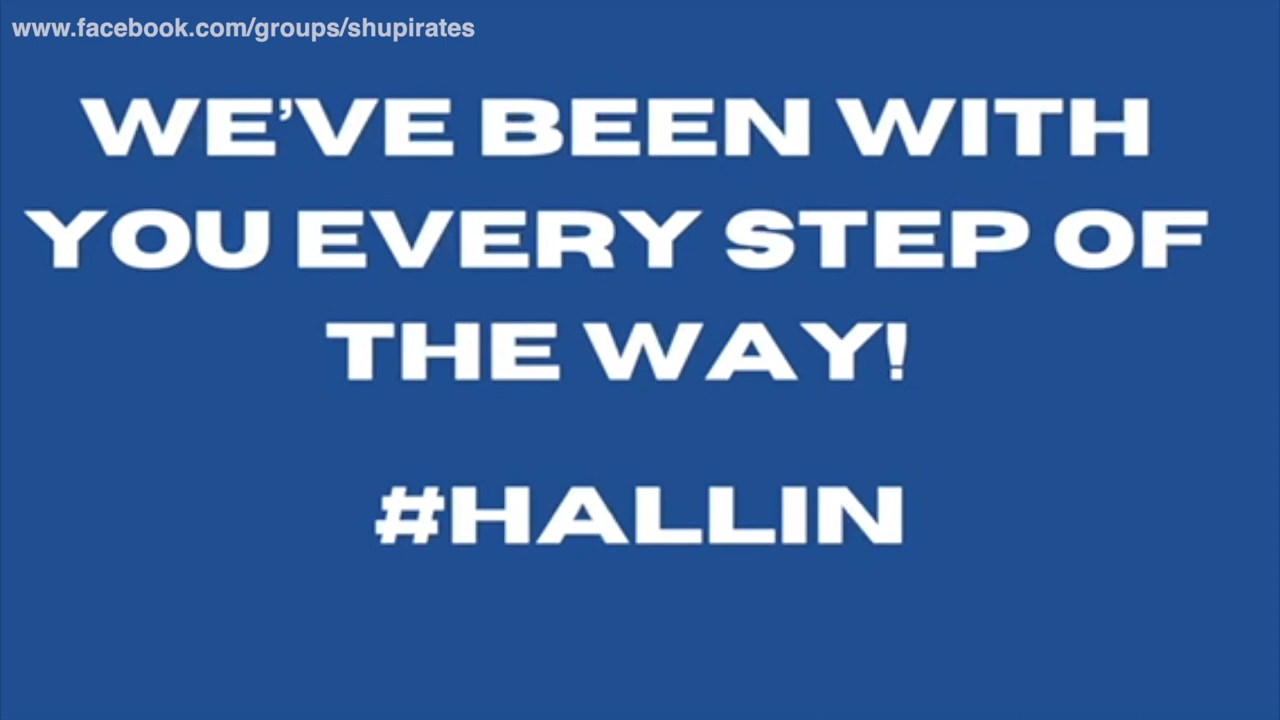 www.facebook.com/groups/shupirates
WE'VE BEEN WITH
YOU EVERY STEP OF
THE WAY!
#HALLIN